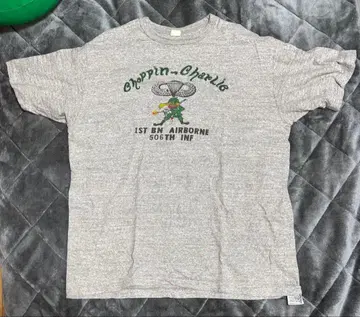 Choppin Charlie
1ST BN AIRBORNE
506TH INF